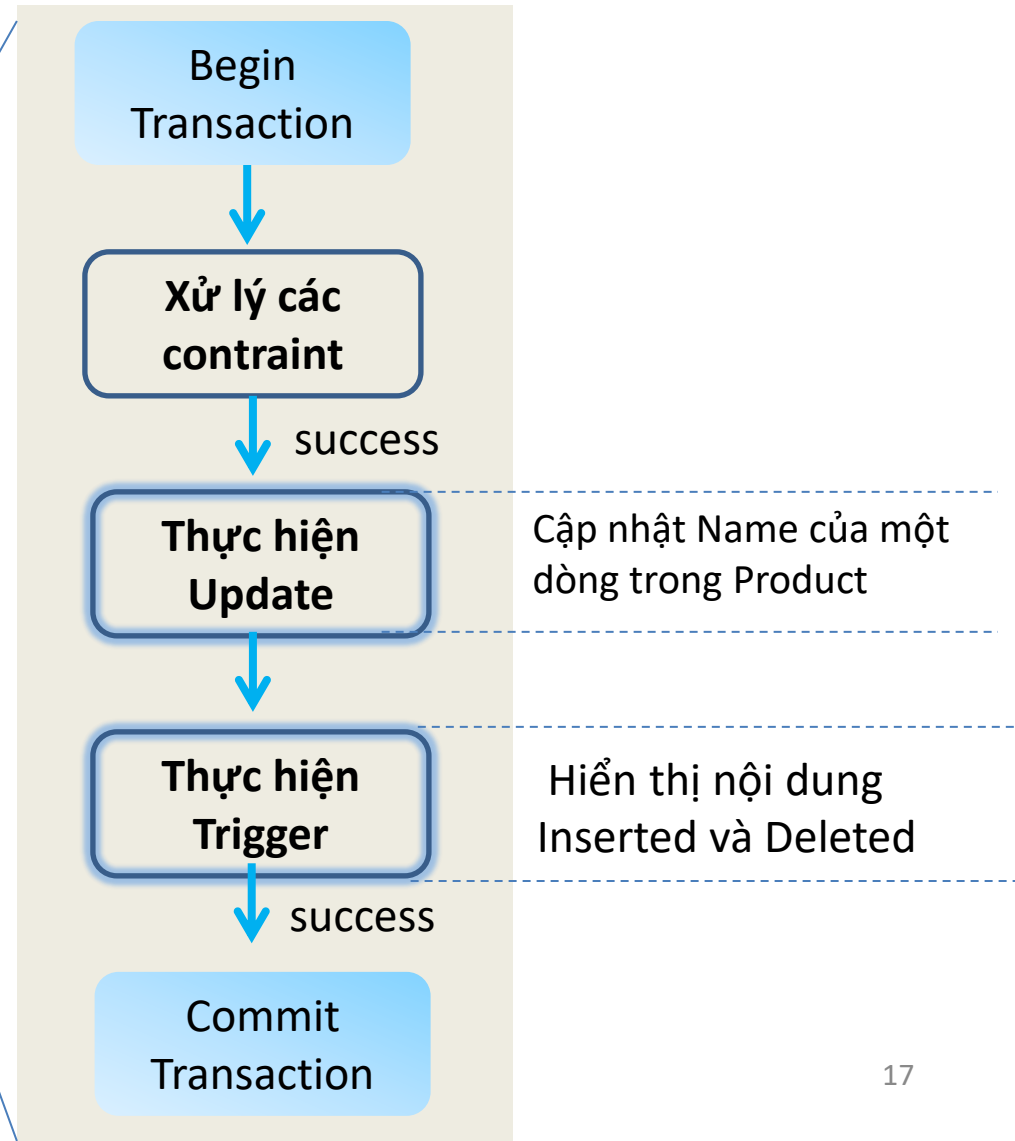 Begin
Transaction
Xử lý các
contraint
success
Thực hiện
Update
Cập nhật Name của một
dòng trong Product
Thực hiện
Trigger
Hiển thị nội dung
Inserted và Deleted
success
Commit
Transaction
17